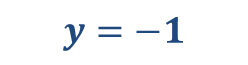 y = −1